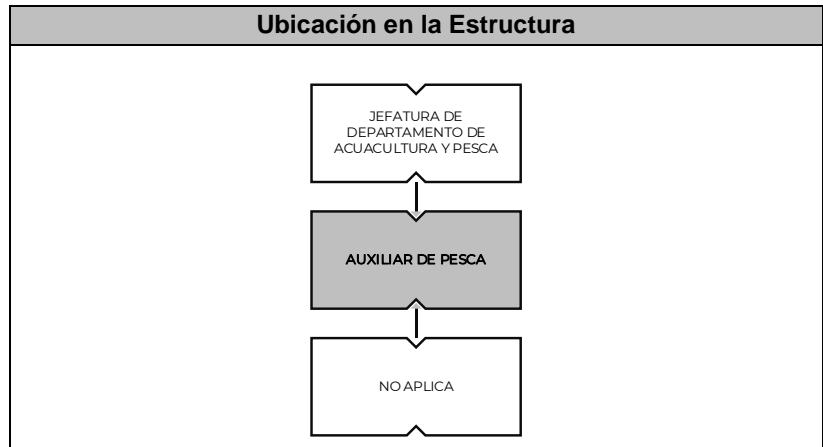 Ubicación en la Estructura
JEFATURA DE
DEPARTAMENTO DE
ACUACULTURA Y PESCA
AUXILIAR DE PESCA
NO APLICA